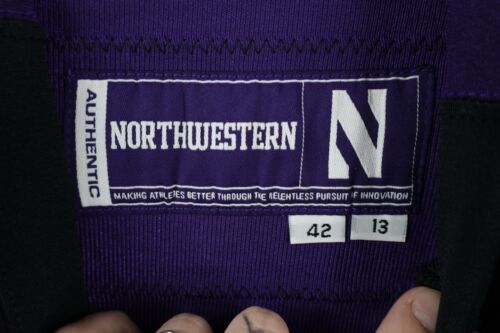 AUTHENTIC
NORTHWESTERN
N
MAKING ATHLETES BETTER THROUGH THE RELENTLESS PURSUIT OF INNOVATION
42
13